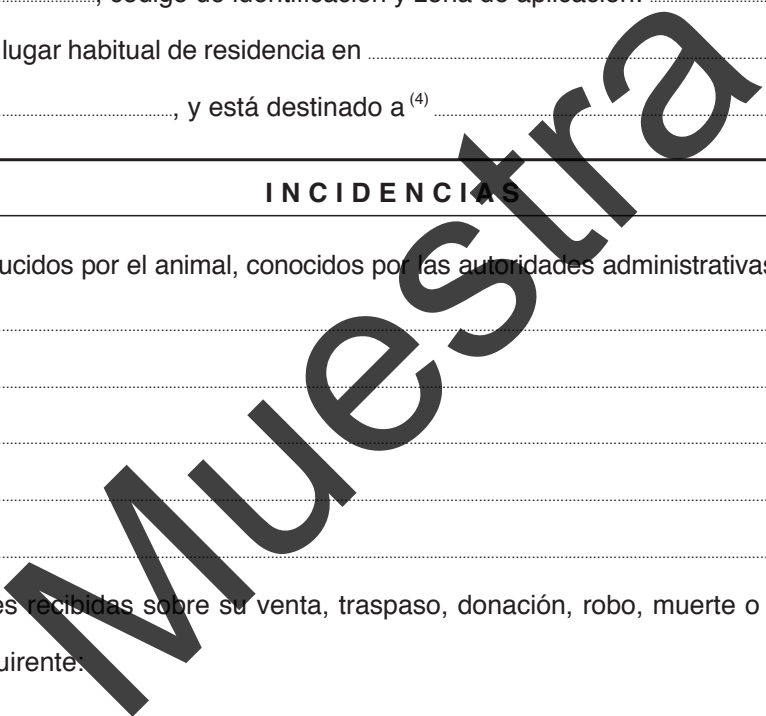 , código de identificación y zona de aplicación:
lugar habitual de residencia en
, y está destinado a (4)
INCIDENCIAS
ucidos por el animal, conocidos por las autoridades administrativas
es recibidas sobre su venta, traspaso, donación, robo, muerte o
uirente:
Muestra